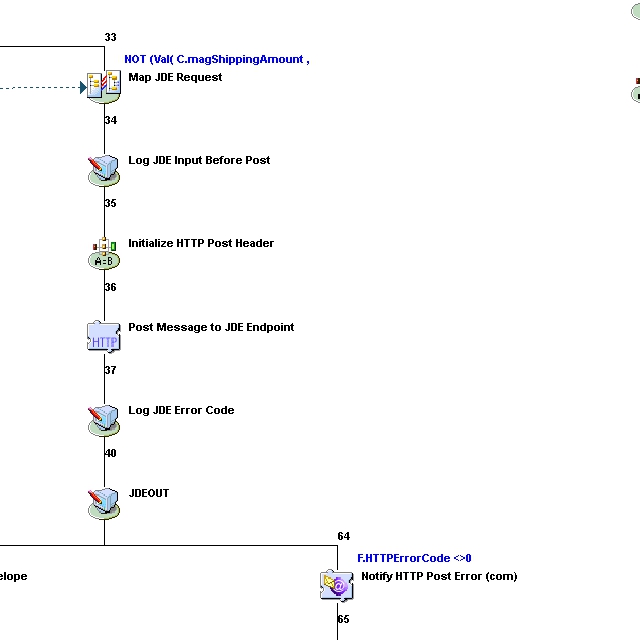 33
NOT (Val( C.magShippingAmount ,
Map JDE Request
34
Log JDE Input Before Post
35
Initialize HTTP Post Header
A=B
36
Post Message to JDE Endpoint
HTTP
37
Log JDE Error Code
40
JDEOUT
64
F.HTTPErrorCode <>0
elope
Notify HTTP Post Error (com)
@
65